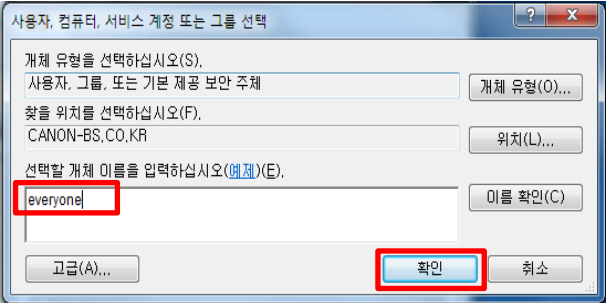 사용자, 컴퓨터, 서비스 계정 또는 그룹 선택
개체 유형을 선택하십시오(S).
사용자, 그룹, 또는 기본 제공 보안 주체
개체 유형(O)...
찾을 위치를 선택하십시오(F).
CANON-BS.CO.KR
위치(L)...
선택할 개체 이름을 입력하십시오(예제)(E).
everyone
이름 확인(C)
고급(A)...
확인
취소